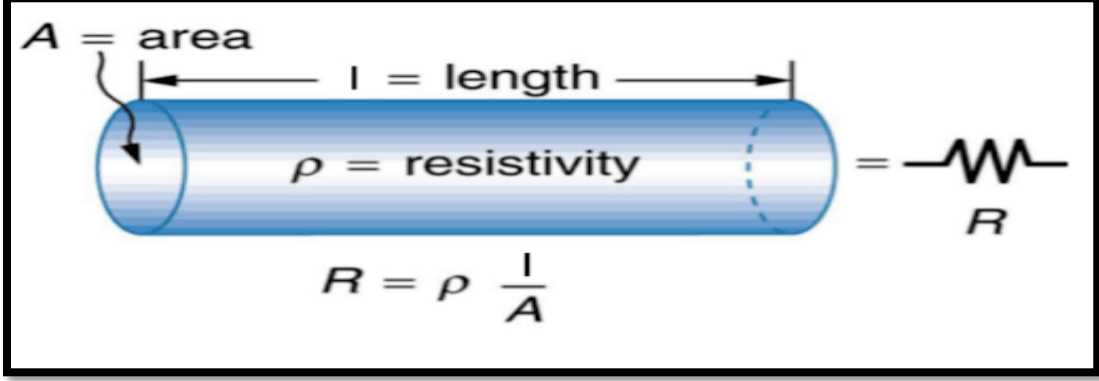 A = area
l = length
ρ = resistivity
=
R
R = ρ l/A